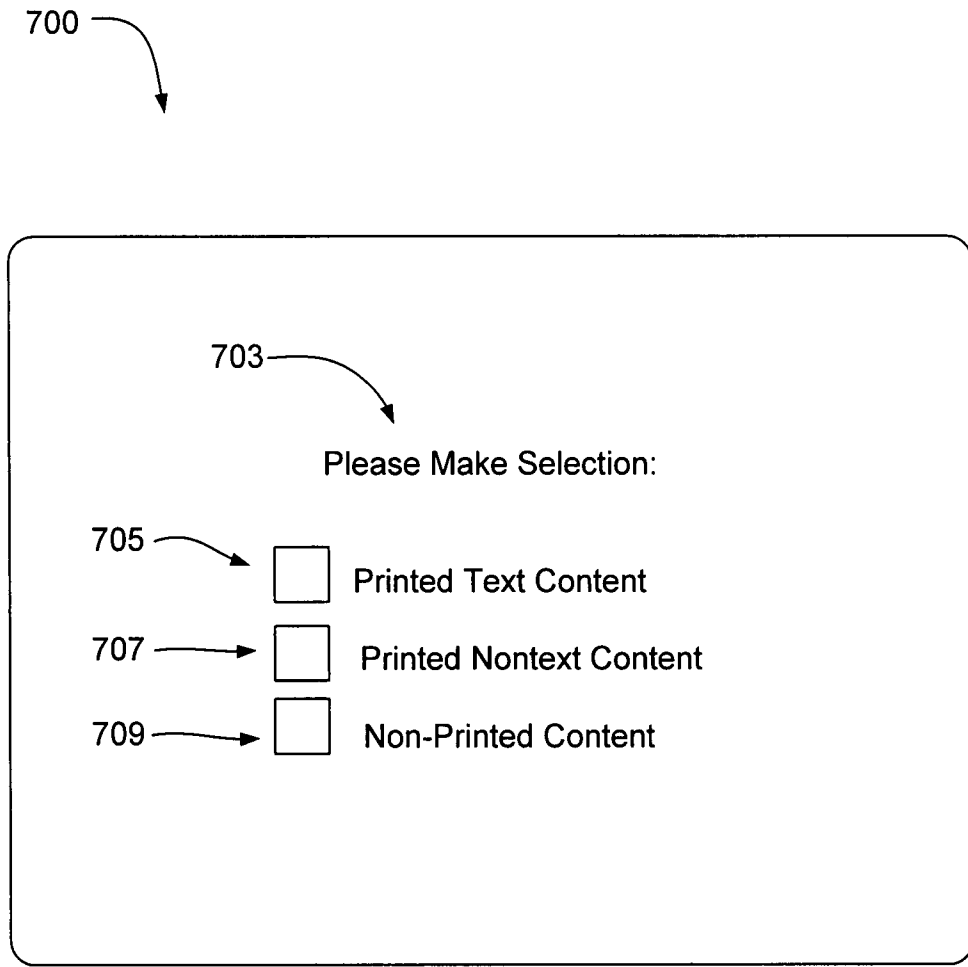 700
703
Please Make Selection:
705
Printed Text Content
707
Printed Nontext Content
709
Non-Printed Content